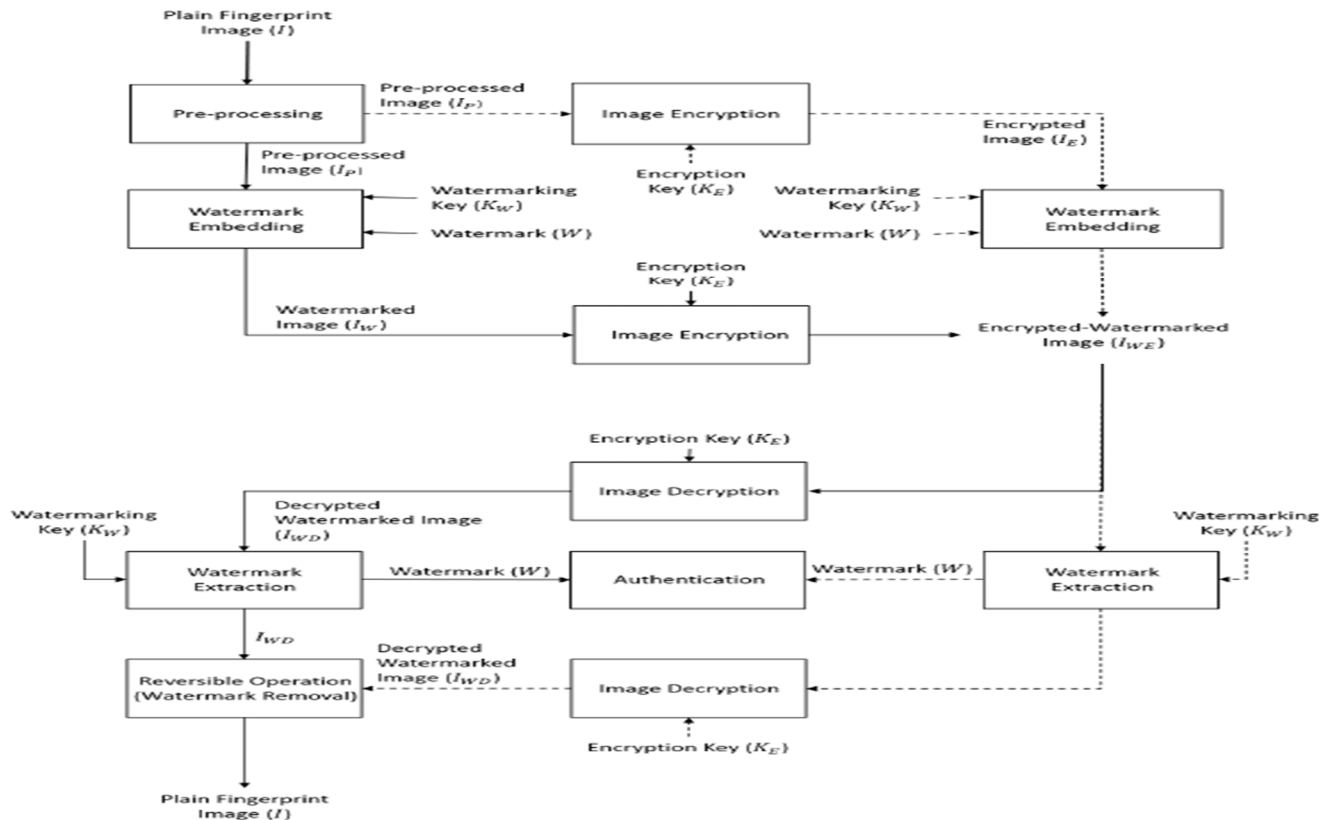 Plain Fingerprint
Image (I)
Pre-processing
Pre-processed
Image (I_P)
Image Encryption
Encrypted
Image (I_E)
Pre-processed
Image (I_P)
Encryption
Key (K_E)
Watermark
Embedding
Watermarking
Key (K_W)
Watermark (W)
Watermarking
Key (K_W)
Watermark (W)
Watermark
Embedding
Encryption
Key (K_E)
Watermarked
Image (I_W)
Image Encryption
Encrypted-Watermarked
Image (I_WE)
Encryption Key (K_E)
Image Decryption
Decrypted
Watermarked Image
(I_WD)
Watermarking
Key (K_W)
Watermarking
Key (K_W)
Watermark
Extraction
Watermark (W)
Authentication
Watermark (W)
Watermark
Extraction
I_WD
Decrypted
Watermarked
Image (I_WD)
Reversible Operation
(Watermark Removal)
Image Decryption
Encryption Key (K_E)
Plain Fingerprint
Image (I)